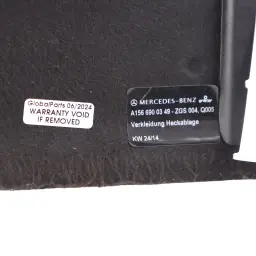 GlobalParts 06/2024
WARRANTY VOID
IF REMOVED
MERCEDES-BENZ
A156 690 03 49 - ZGS 004, Q005
Verkleidung Heckablage
KW 24/14